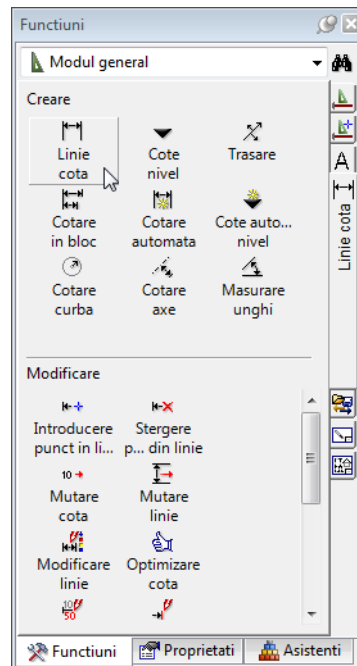 Functiuni
Modul general
Creare
Linie cota
Cote nivel
Trasare
Cotare in bloc
Cotare automata
Cote auto... nivel
Cotare curba
Cotare axe
Masurare unghi
Modificare
Introducere punct in li...
Stergere p... din linie
10
Mutare cota
Mutare linie
Modificare linie
Optimizare cota
10
50
A
Linie cota
Functiuni
Proprietati
Asistenti